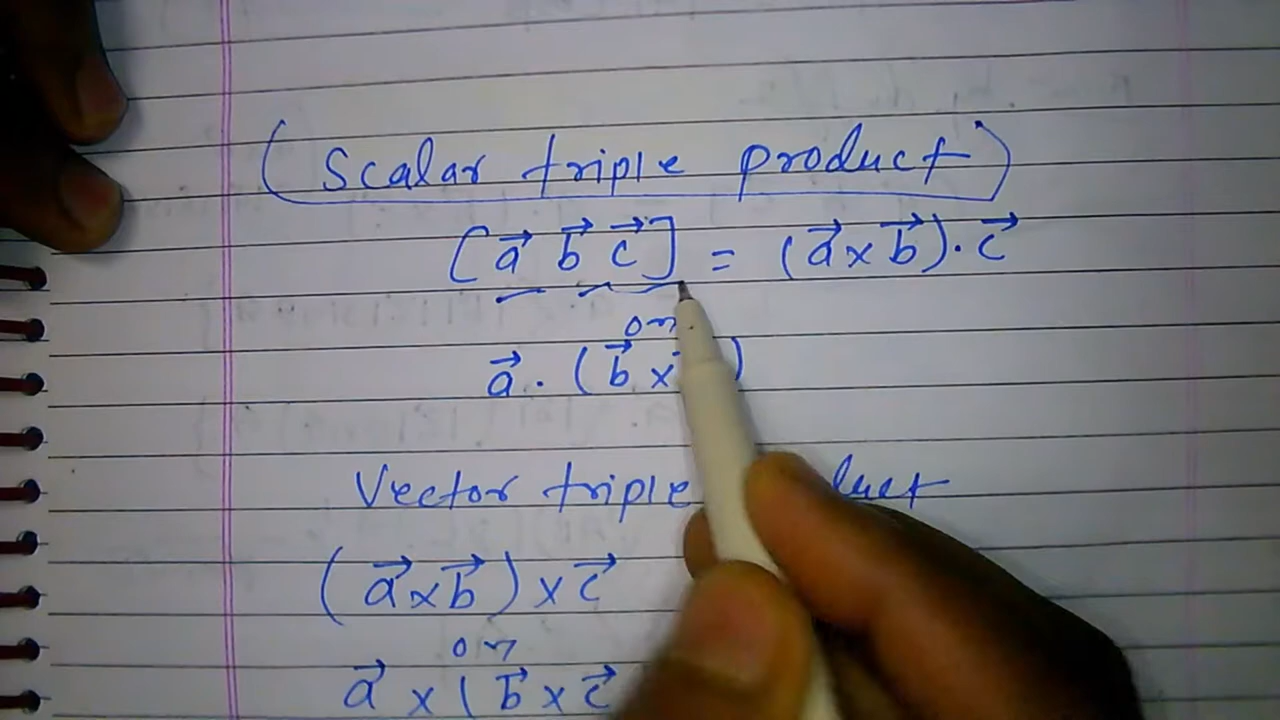 (Scalar triple product)
[a⃗ b⃗ c⃗] = (a⃗ × b⃗) · c⃗
or
a⃗ · (b⃗ × )
Vector triple
(a⃗ × b⃗) × c⃗
or
a⃗ × (b⃗ × c⃗